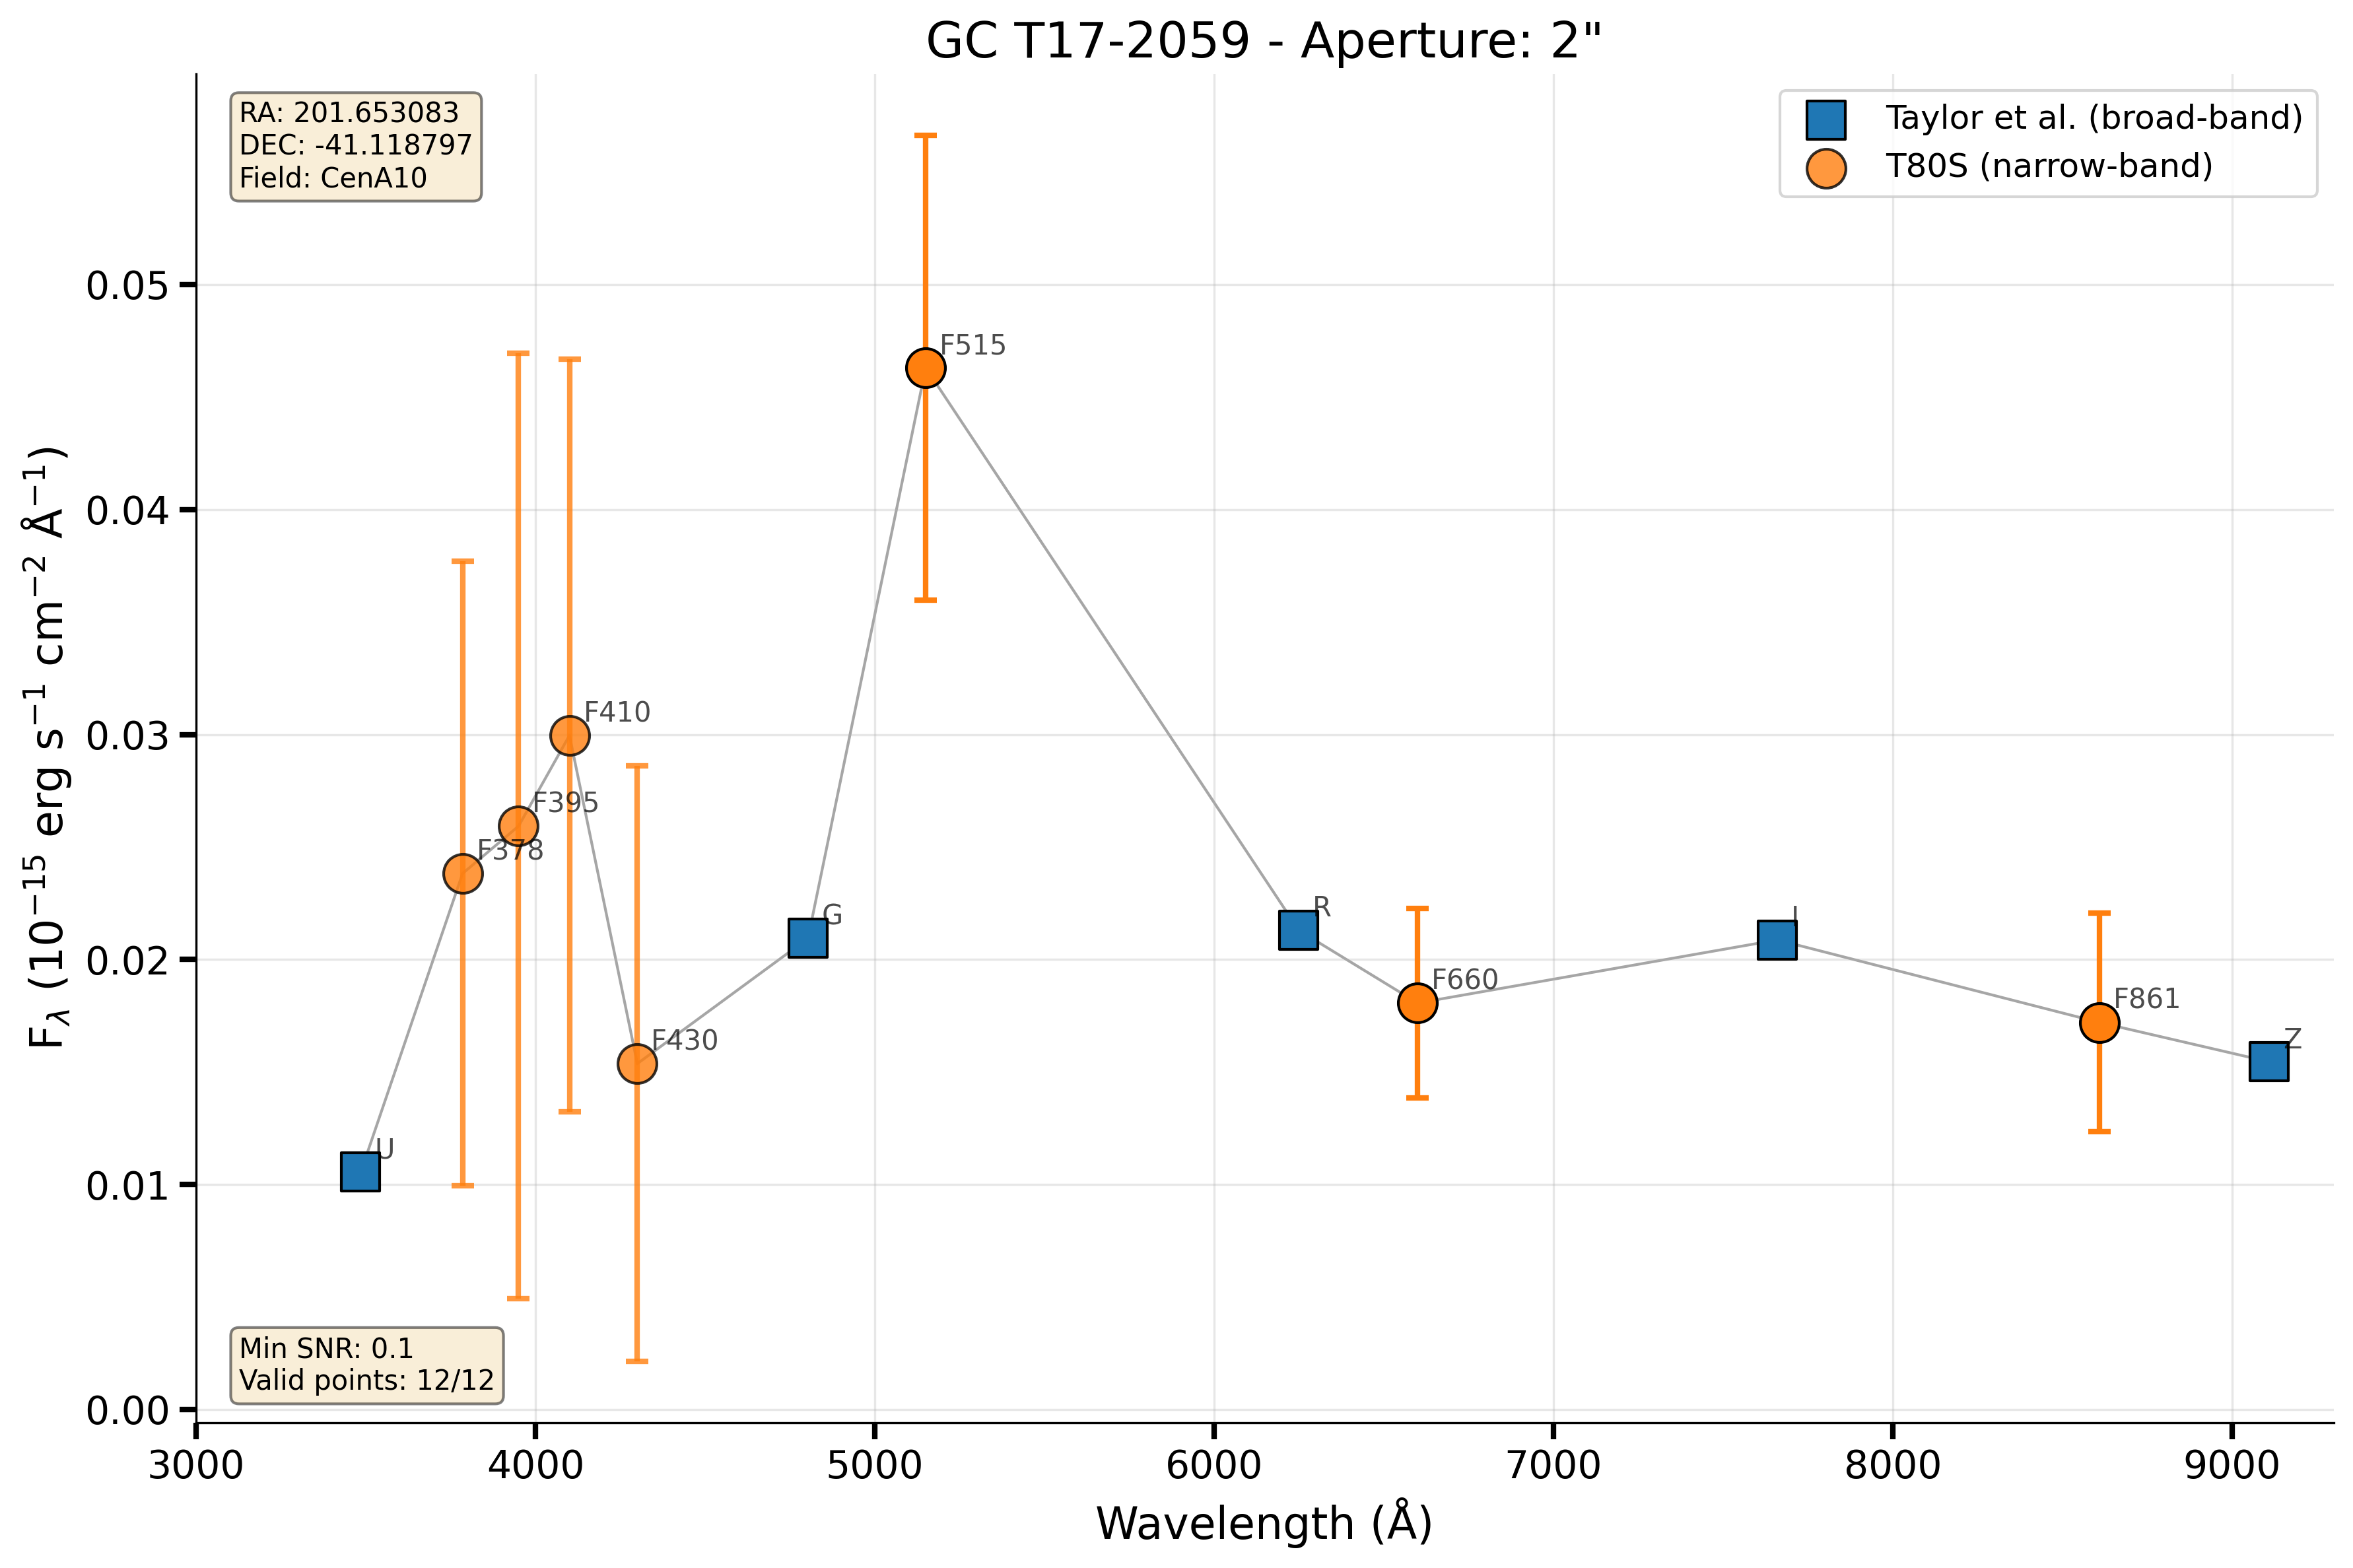 GC T17-2059 - Aperture: 2"
RA: 201.653083
DEC: -41.118797
Field: CenA10
Taylor et al. (broad-band)
T80S (narrow-band)
F515
F410
F395
F378
G
R
I
F660
F861
F430
Z
U
Min SNR: 0.1
Valid points: 12/12
0.05
0.04
0.03
0.02
0.01
0.00
F$_{λ}$ (10$^{−15}$ erg s$^{−1}$ cm$^{−2}$ Å$^{−1}$)
3000 4000 5000 6000 7000 8000 9000
Wavelength (Å)